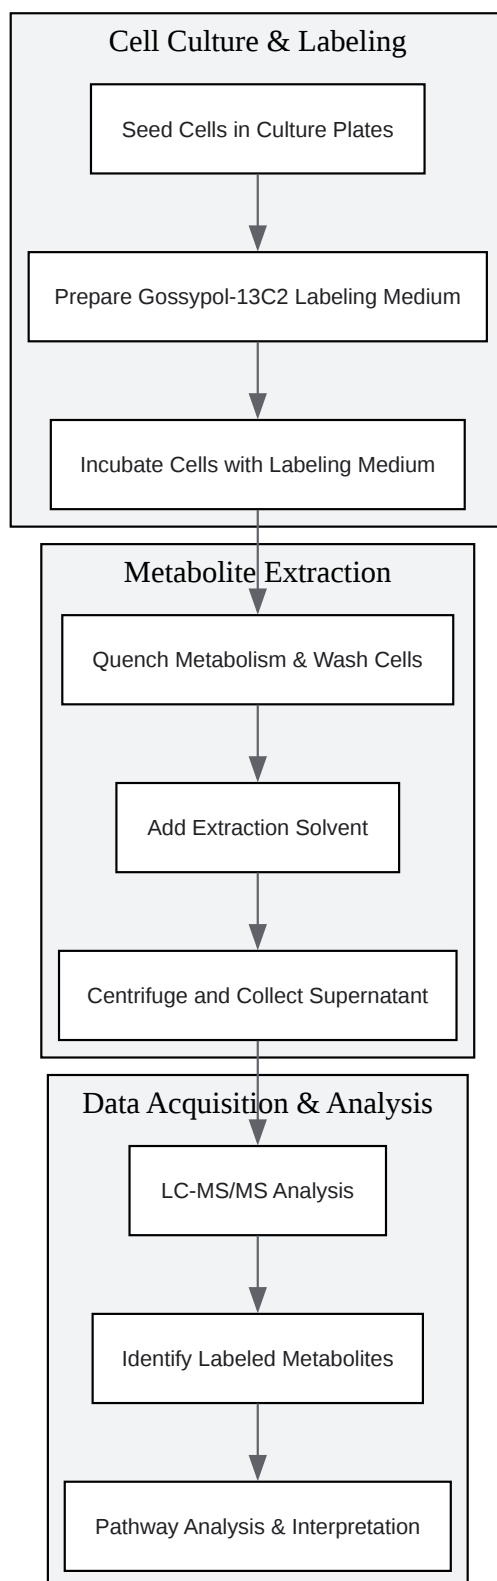 Cell Culture & Labeling
Seed Cells in Culture Plates
Prepare Gossypol-13C2 Labeling Medium
Incubate Cells with Labeling Medium
Metabolite Extraction
Quench Metabolism & Wash Cells
Add Extraction Solvent
Centrifuge and Collect Supernatant
Data Acquisition & Analysis
LC-MS/MS Analysis
Identify Labeled Metabolites
Pathway Analysis & Interpretation